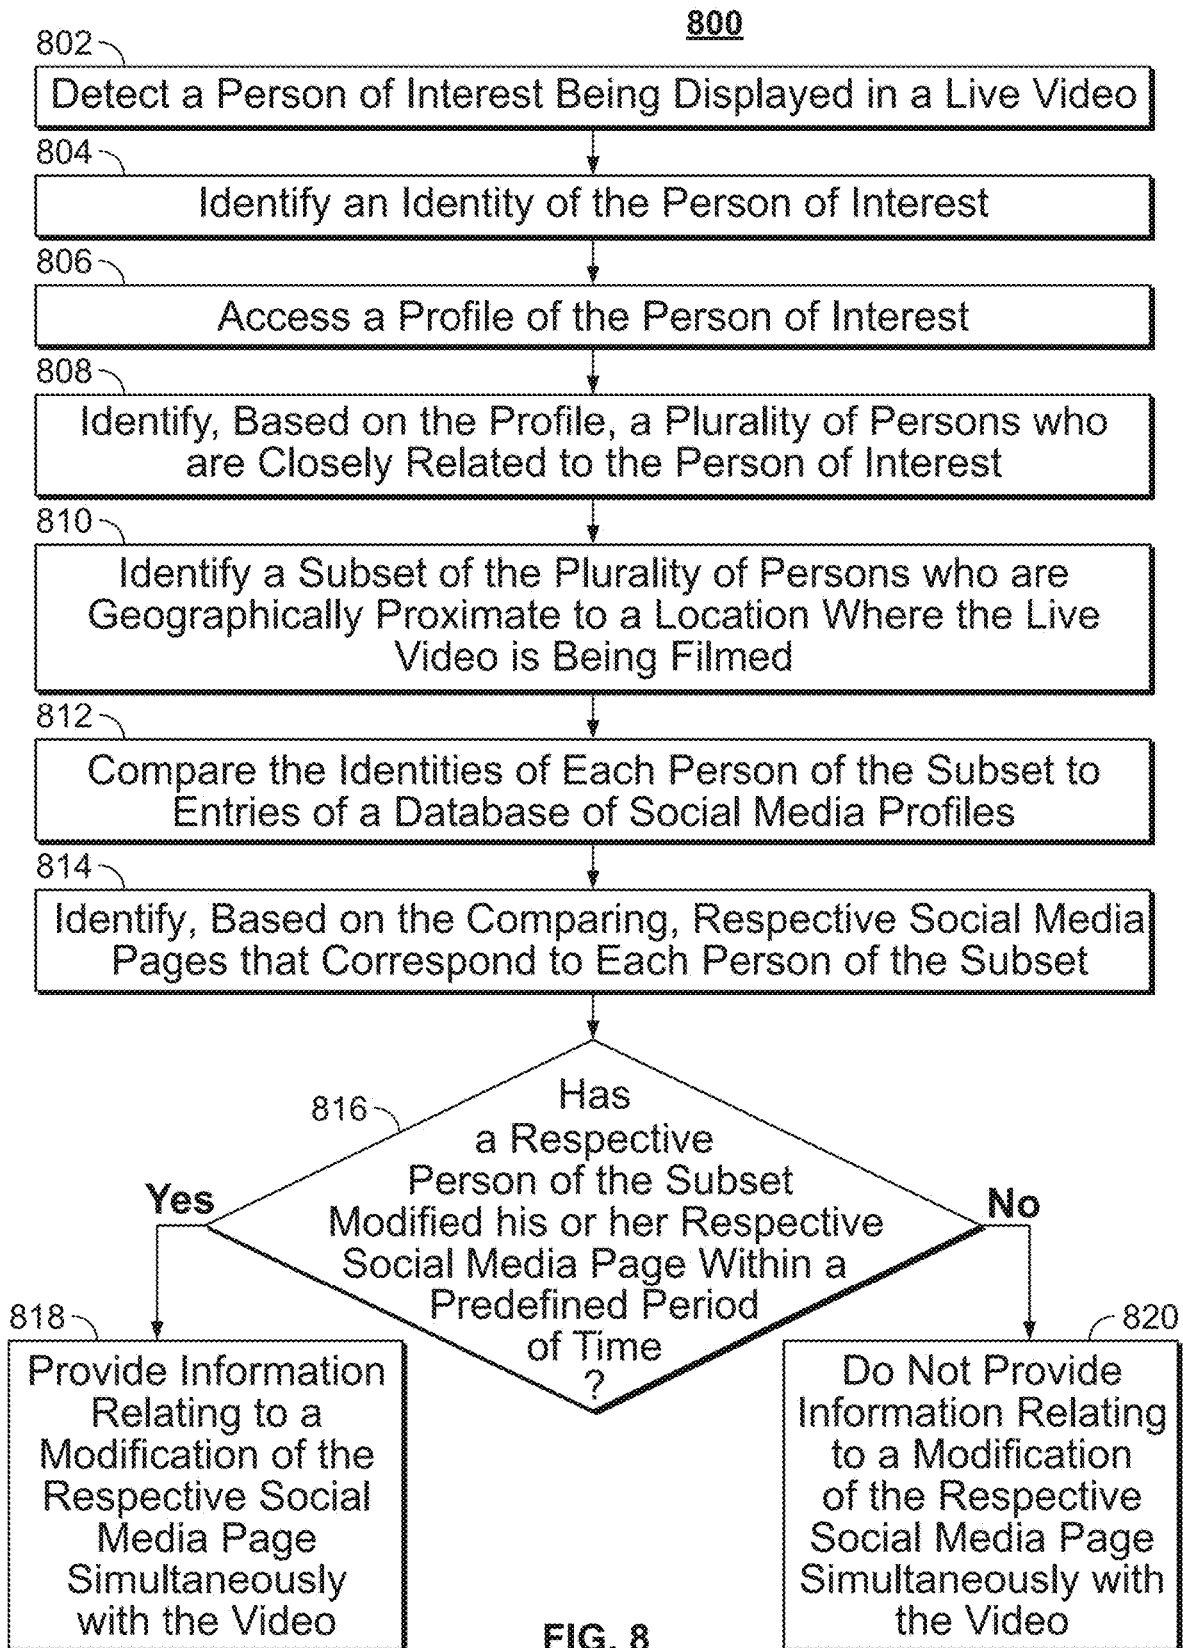 800
802
Detect a Person of Interest Being Displayed in a Live Video
804
Identify an Identity of the Person of Interest
806
Access a Profile of the Person of Interest
808
Identify, Based on the Profile, a Plurality of Persons who
are Closely Related to the Person of Interest
810
Identify a Subset of the Plurality of Persons who are
Geographically Proximate to a Location Where the Live
Video is Being Filmed
812
Compare the Identities of Each Person of the Subset to
Entries of a Database of Social Media Profiles
814
Identify, Based on the Comparing, Respective Social Media
Pages that Correspond to Each Person of the Subset
816
Has
a Respective
Person of the Subset
Modified his or her Respective
Social Media Page Within a
Predefined Period
of Time
?
Yes
No
818
Provide Information
Relating to a
Modification of the
Respective Social
Media Page
Simultaneously
with the Video
820
Do Not Provide
Information Relating
to a Modification
of the Respective
Social Media Page
Simultaneously with
the Video
FIG. 8